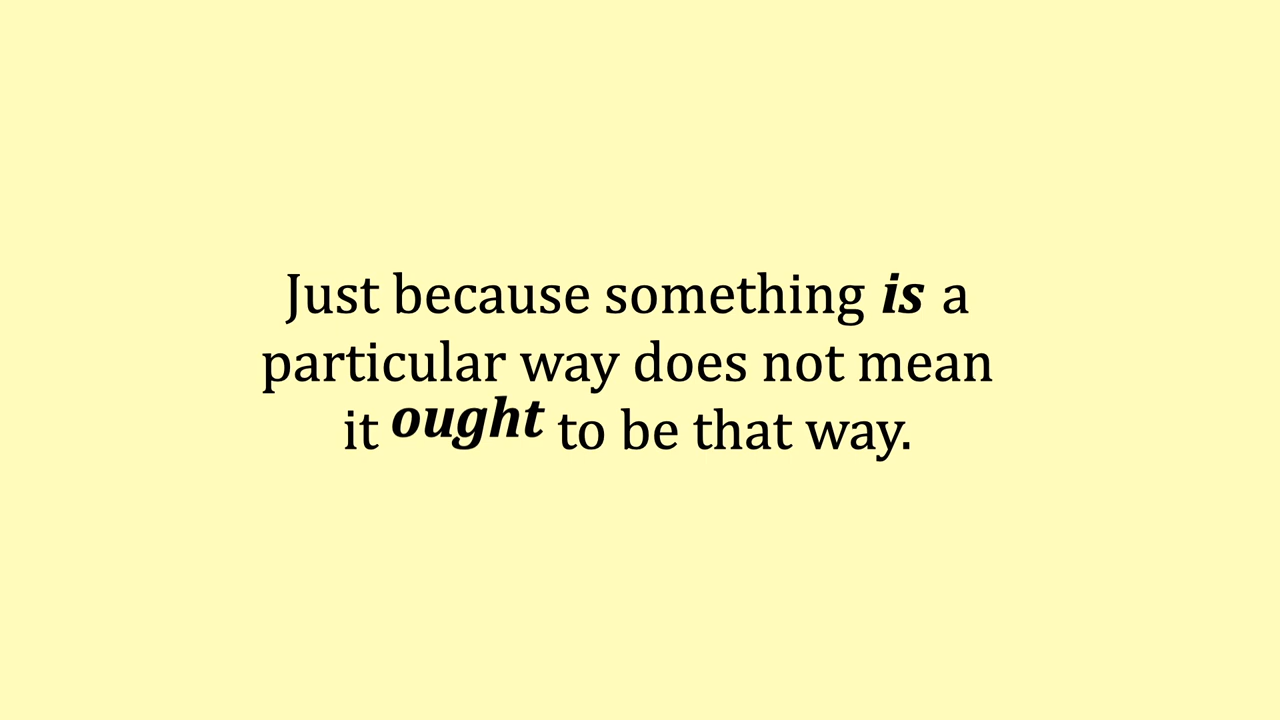 Just because something is a
particular way does not mean
it ought to be that way.